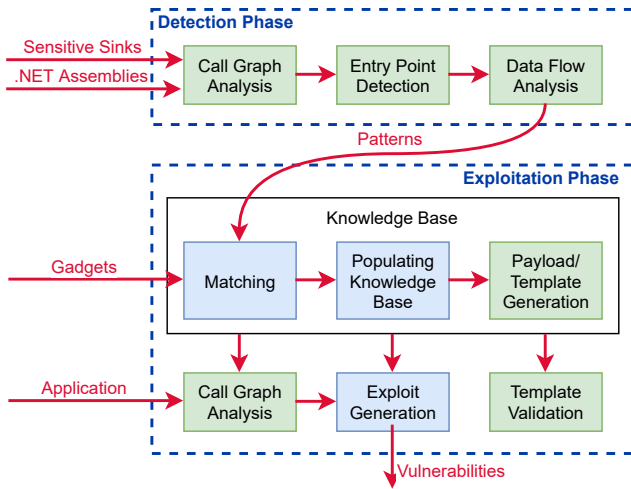 Detection Phase
Sensitive Sinks
.NET Assemblies
Call Graph
Analysis
Entry Point
Detection
Data Flow
Analysis
Patterns
Exploitation Phase
Knowledge Base
Gadgets
Matching
Populating
Knowledge
Base
Payload/
Template
Generation
Application
Call Graph
Analysis
Exploit
Generation
Template
Validation
Vulnerabilities